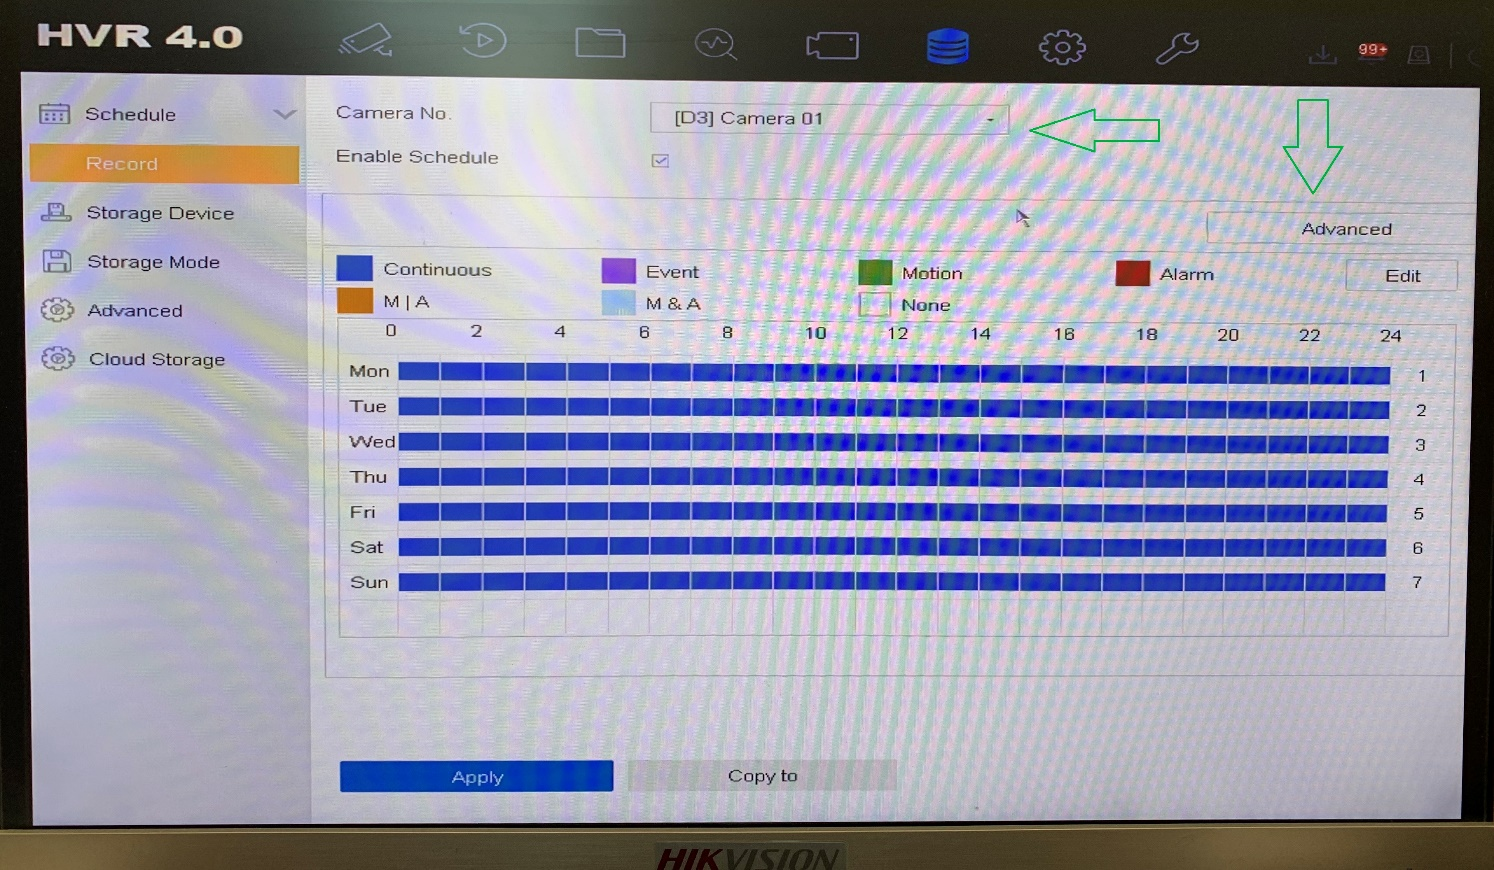 HVR 4.0
99+
Schedule
Record
Storage Device
Storage Mode
Advanced
Cloud Storage
Camera No.
[D3] Camera 01
Enable Schedule
Advanced
Continuous
Event
Motion
Alarm
Edit
M | A
M & A
None
0 2 4 6 8 10 12 14 16 18 20 22 24
Mon 1
Tue 2
Wed 3
Thu 4
Fri 5
Sat 6
Sun 7
Apply
Copy to
HIKVISION